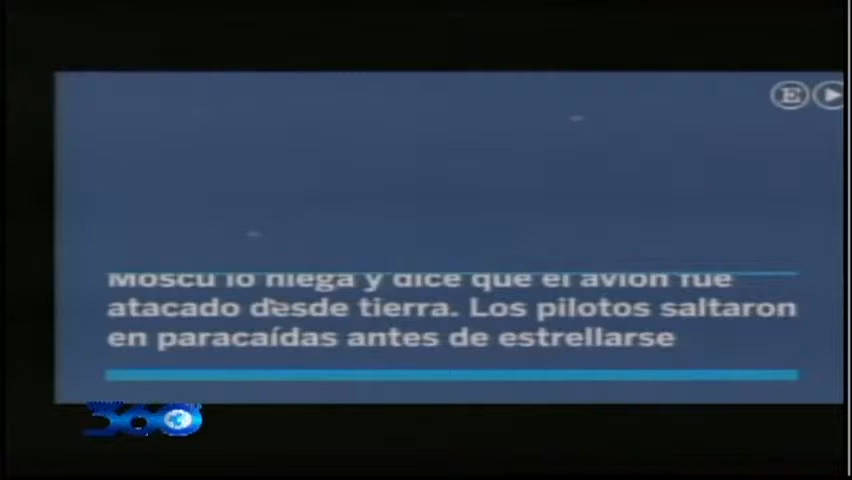 E
Moscú lo niega y dice que el avión fue
atacado desde tierra. Los pilotos saltaron
en paracaídas antes de estrellarse
360